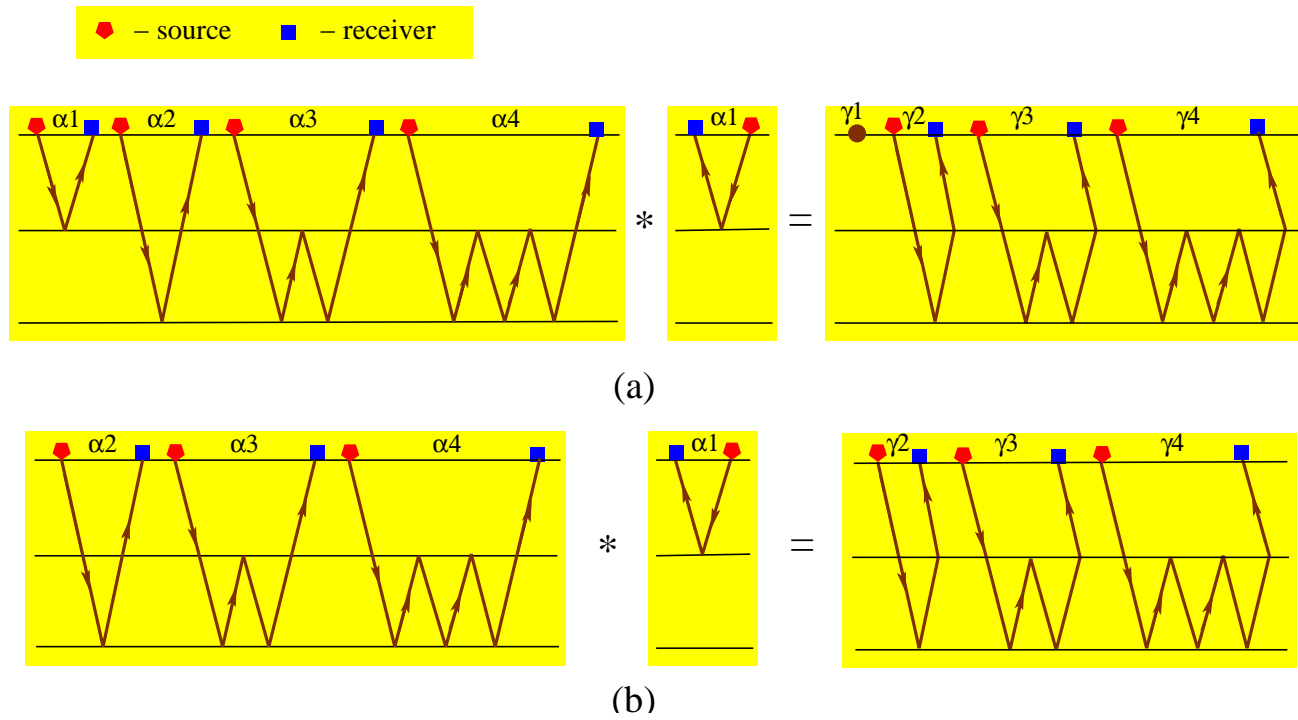 – source – receiver
α1 α2 α3 α4 * α1 = γ1 γ2 γ3 γ4
(a)
α2 α3 α4 * α1 = γ2 γ3 γ4
(b)